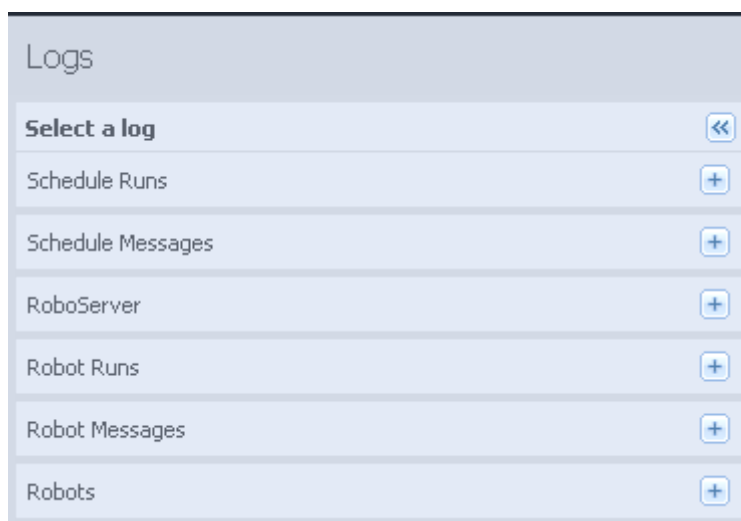 Logs
Select a log
Schedule Runs
Schedule Messages
RoboServer
Robot Runs
Robot Messages
Robots